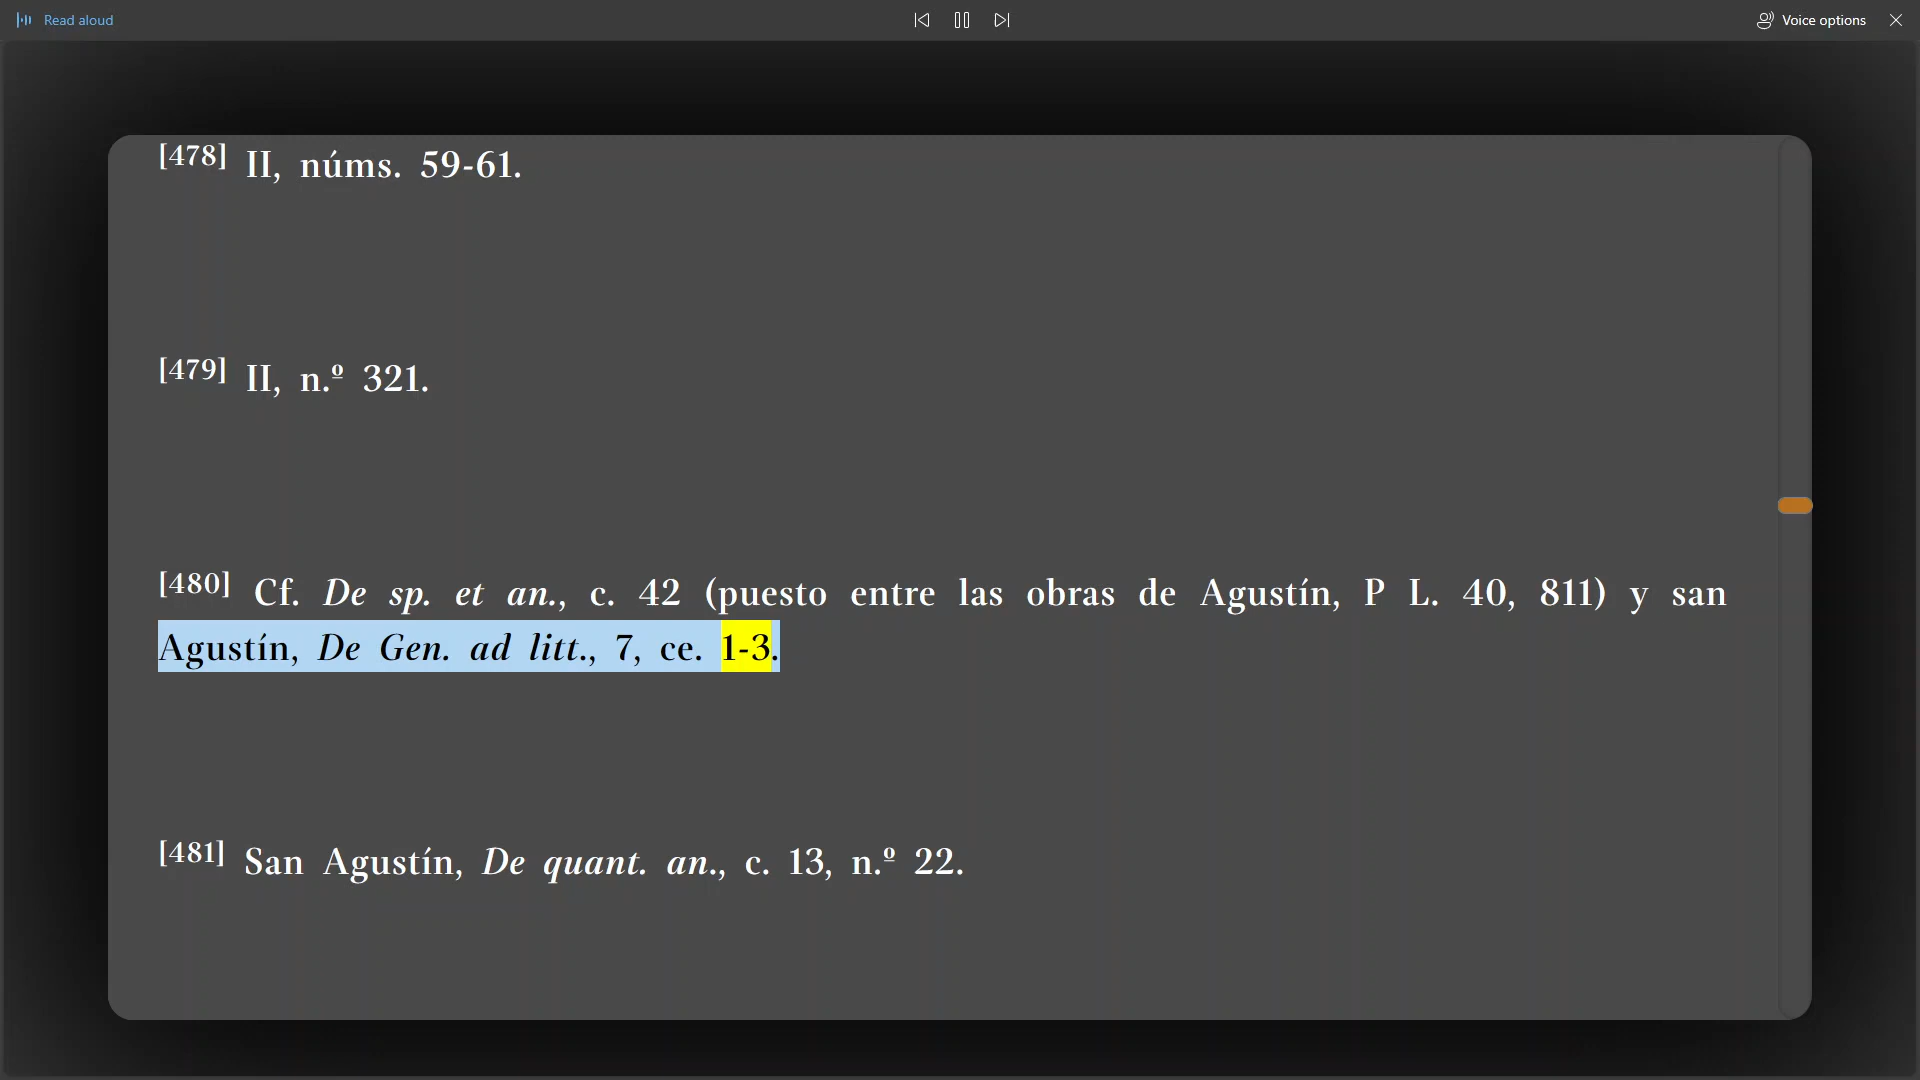 Read aloud
Voice options
[478] II, núms. 59-61.
[479] II, n.º 321.
[480] Cf. De sp. et an., c. 42 (puesto entre las obras de Agustín, P L. 40, 811) y san
Agustín, De Gen. ad litt., 7, ce. 1-3.
[481] San Agustín, De quant. an., c. 13, n.º 22.